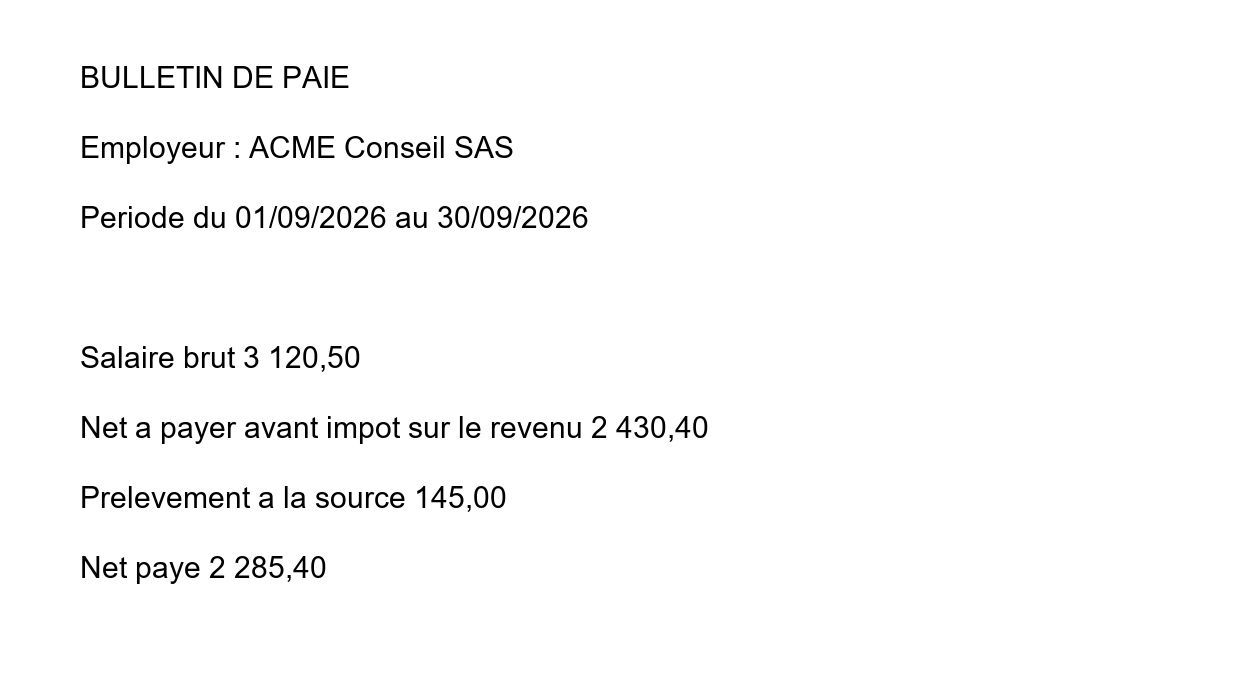 BULLETIN DE PAIE
Employeur : ACME Conseil SAS
Periode du 01/09/2026 au 30/09/2026
Salaire brut 3 120,50
Net a payer avant impot sur le revenu 2 430,40
Prelevement a la source 145,00
Net paye 2 285,40